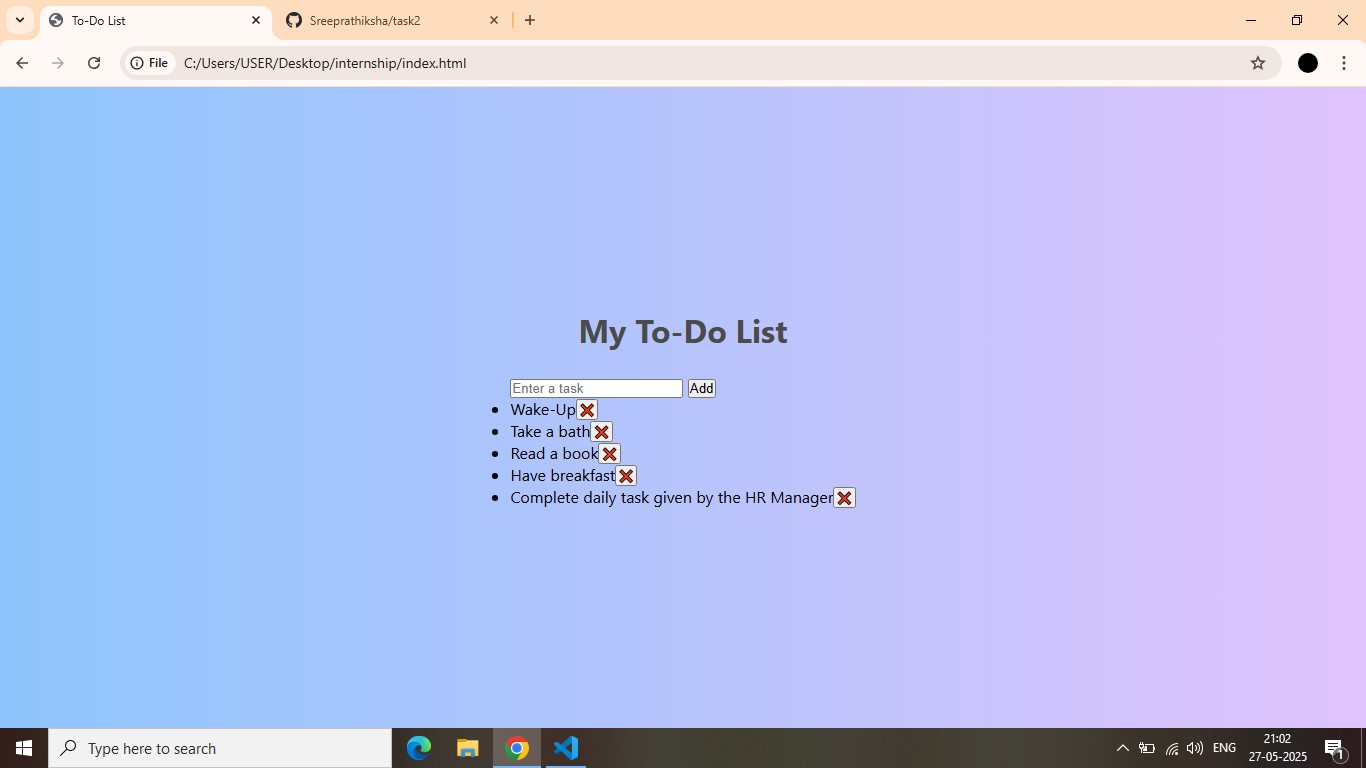 To-Do List
Sreeprathiksha/task2
File C:/Users/USER/Desktop/internship/index.html
My To-Do List
Enter a task Add
Wake-Up
Take a bath
Read a book
Have breakfast
Complete daily task given by the HR Manager
Type here to search
ENG
21:02
27-05-2025
1